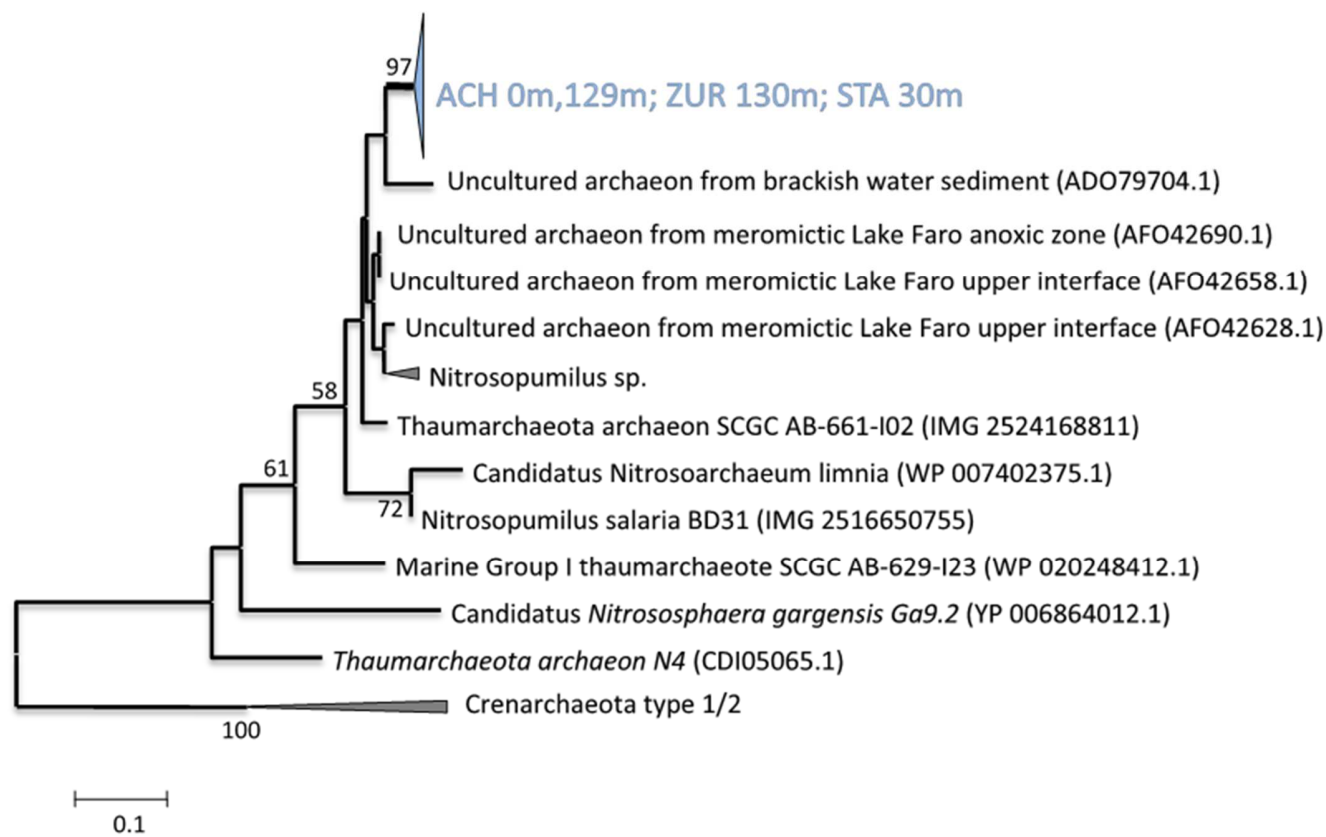 97
ACH 0m,129m; ZUR 130m; STA 30m
Uncultured archaeon from brackish water sediment (ADO79704.1)
Uncultured archaeon from meromictic Lake Faro anoxic zone (AFO42690.1)
Uncultured archaeon from meromictic Lake Faro upper interface (AFO42658.1)
Uncultured archaeon from meromictic Lake Faro upper interface (AFO42628.1)
Nitrosopumilus sp.
58
Thaumarchaeota archaeon SCGC AB-661-I02 (IMG 2524168811)
61
Candidatus Nitrosoarchaeum limnia (WP 007402375.1)
72
Nitrosopumilus salaria BD31 (IMG 2516650755)
Marine Group I thaumarchaeote SCGC AB-629-I23 (WP 020248412.1)
Candidatus Nitrososphaera gargensis Ga9.2 (YP 006864012.1)
Thaumarchaeota archaeon N4 (CDI05065.1)
Crenarchaeota type 1/2
100
0.1